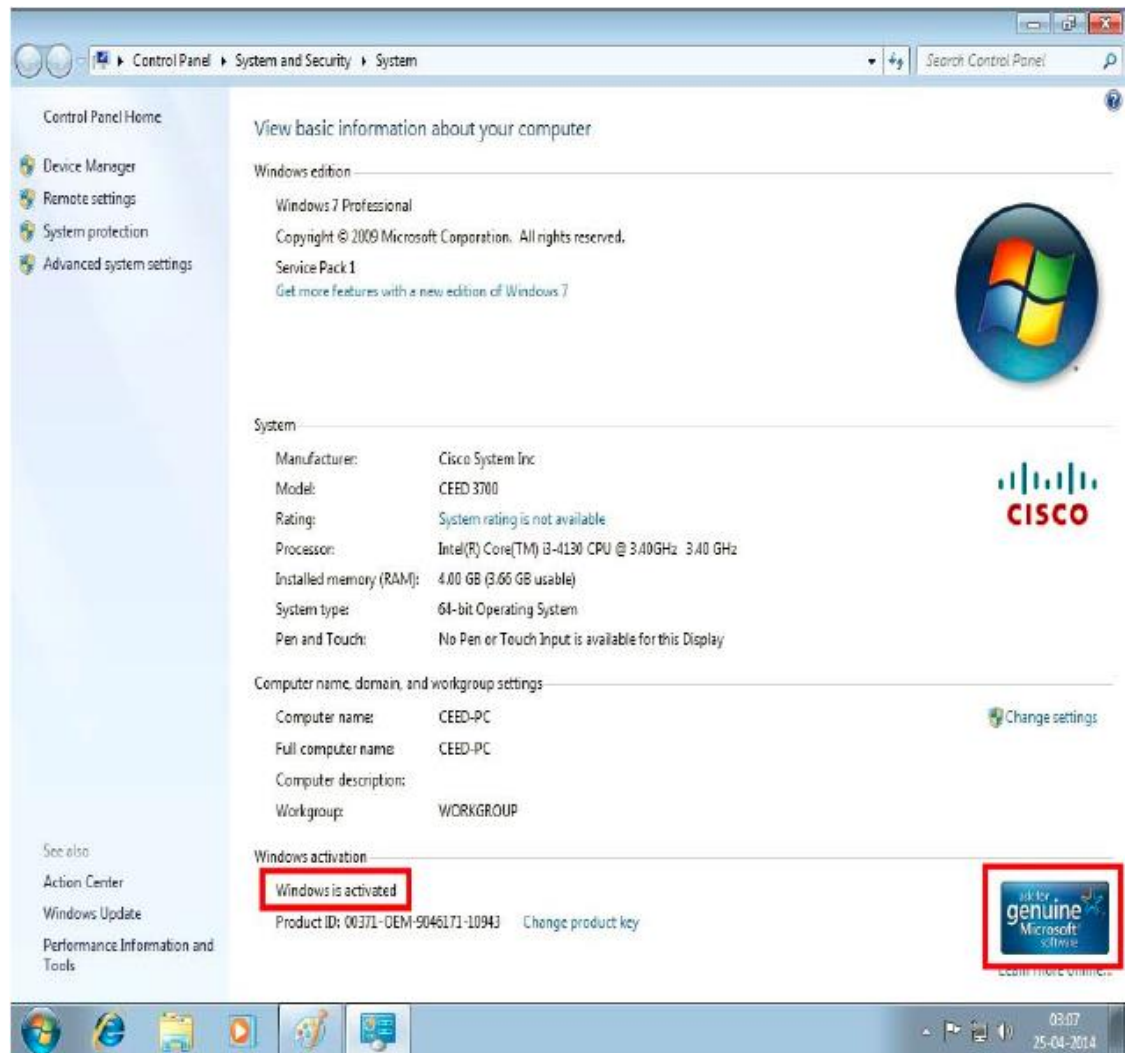 Control Panel ▸ System and Security ▸ System
Search Control Panel
Control Panel Home
Device Manager
Remote settings
System protection
Advanced system settings
View basic information about your computer
Windows edition
Windows 7 Professional
Copyright © 2009 Microsoft Corporation. All rights reserved.
Service Pack 1
Get more features with a new edition of Windows 7
System
Manufacturer: Cisco System Inc
Model: CEED 3700
Rating: System rating is not available
Processor: Intel(R) Core(TM) i3-4130 CPU @ 3.40GHz 3.40 GHz
Installed memory (RAM): 4.00 GB (3.66 GB usable)
System type: 64-bit Operating System
Pen and Touch: No Pen or Touch Input is available for this Display
CISCO
Computer name, domain, and workgroup settings
Computer name: CEED-PC
Change settings
Full computer name: CEED-PC
Computer description:
Workgroup: WORKGROUP
See also
Action Center
Windows Update
Performance Information and
Tools
Windows activation
Windows is activated
Product ID: 00371-OEM-9046171-10943 Change product key
ask for
genuine
Microsoft
software
Learn more online...
03:07
25-04-2014